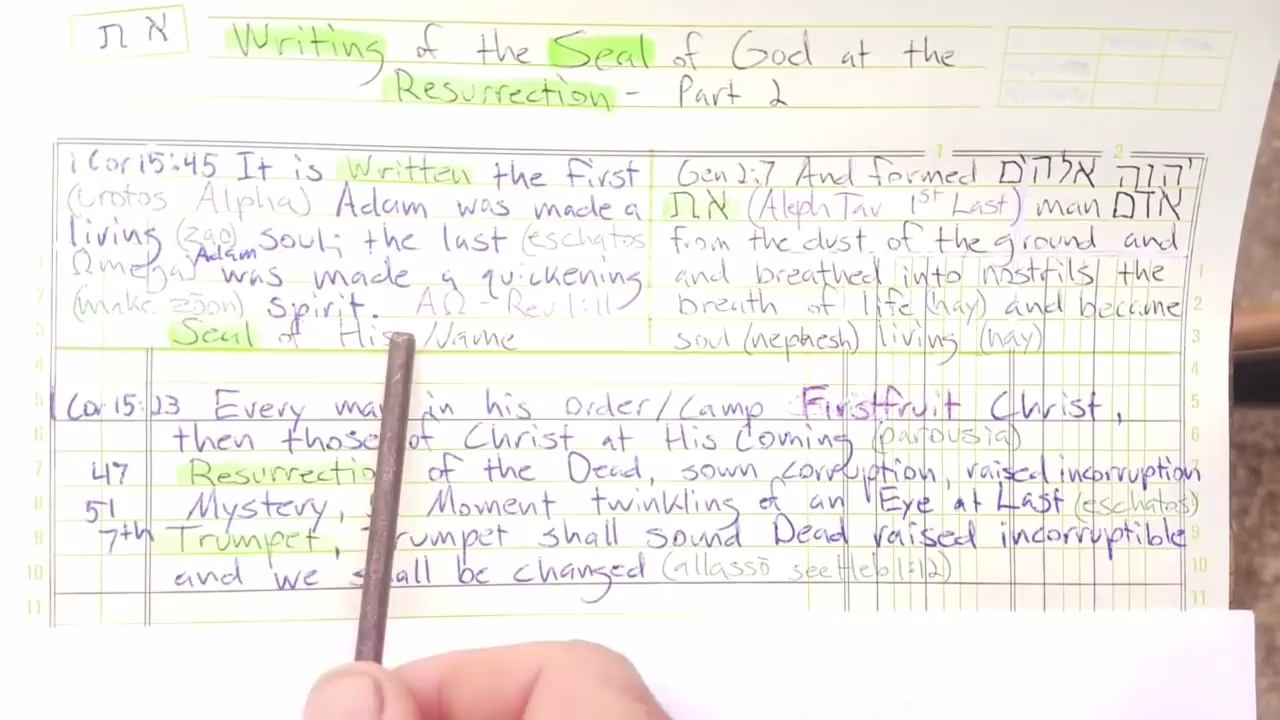 א ת
Writing of the Seal of God at the
Resurrection - Part 2
1 Cor 15:45 It is Written the first
(protos Alpha) Adam was made a
living (zao) soul; the last (eschatos
Omega) Adam was made a quickening
(make zōon) spirit. ΑΩ - Rev 1:11
Seal of His Name
Gen 2:7 And formed יהוה אלהים
את (Aleph Tav 1st Last) man אדם
from the dust of the ground and
and breathed into nostrils the
breath of life (hay) and became
soul (nephesh) living (hay)
1 Cor 15:23 Every man in his order/Camp Firstfruit Christ,
then those of Christ at His Coming (parousia)
47 Resurrection of the Dead, sown corruption, raised incorruption
51 Mystery, Moment twinkling of an Eye at Last (eschatos)
7th Trumpet, Trumpet shall sound Dead raised incorruptible
and we shall be changed (allassō see Heb 1:12)